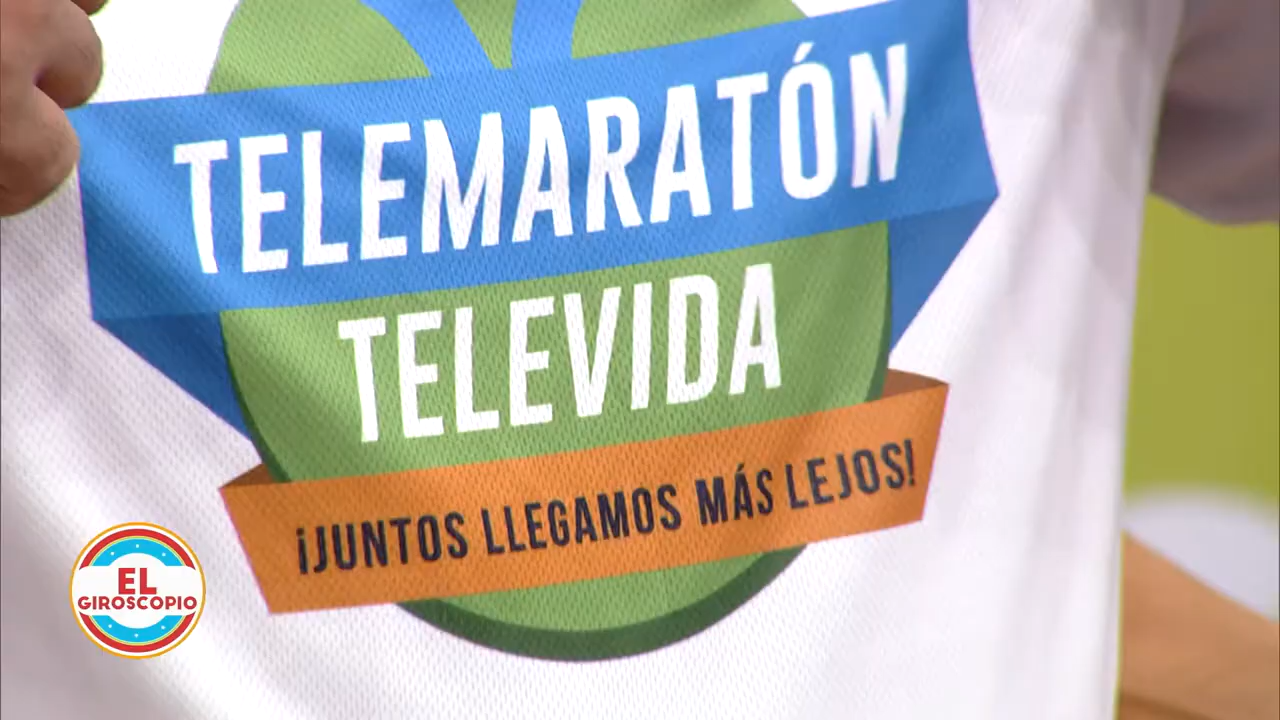 TELEMARATÓN
TELEVIDA
¡JUNTOS LLEGAMOS MÁS LEJOS!
EL
GIROSCOPIO